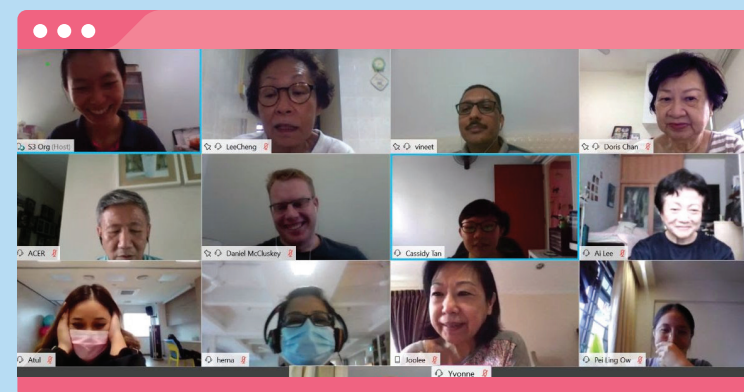 S3 Org (Host)
LeeCheng
vineet
Doris Chan
ACER
Daniel McCluskey
Cassidy Tan
Ai Lee
Atul
hema
Joolee
Pei Ling Ow
Yvonne